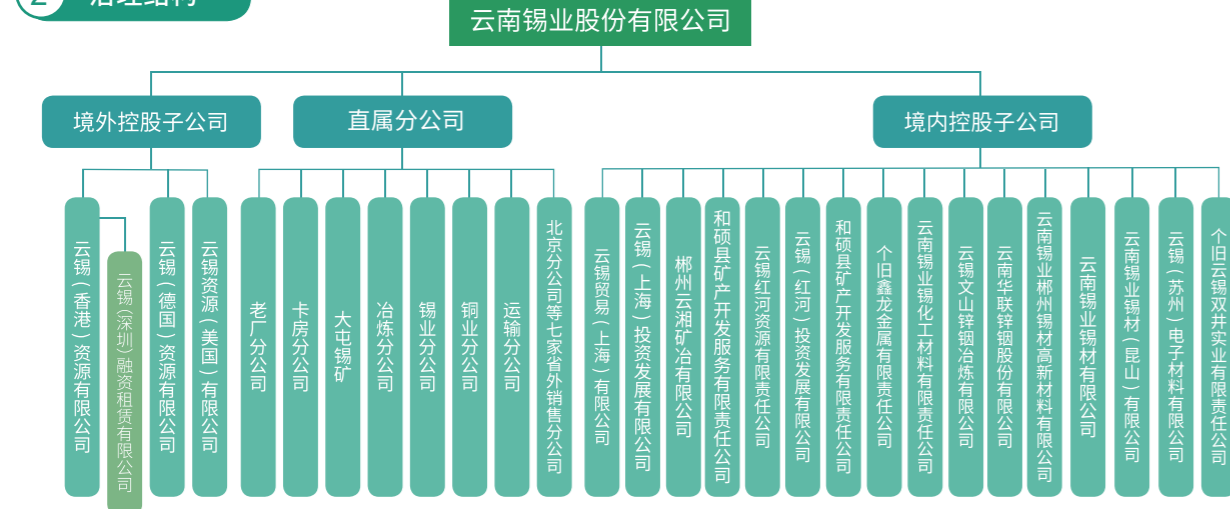 2 治理结构
云南锡业股份有限公司
境外控股子公司
直属分公司
境内控股子公司
云锡(香港)资源有限公司
云锡(深圳)融资租赁有限公司
云锡(德国)资源有限公司
云锡资源(美国)有限公司
老厂分公司
卡房分公司
大屯锡矿
冶炼分公司
锡业分公司
铜业分公司
运输分公司
北京分公司等七家省外销售分公司
云锡贸易(上海)有限公司
云锡(上海)投资发展有限公司
郴州云湘矿冶有限公司
和硕县矿产开发服务有限责任公司
云锡红河资源有限责任公司
云锡(红河)投资发展有限公司
和硕县矿产开发服务有限责任公司
个旧鑫龙金属有限责任公司
云南锡业锡化工材料有限责任公司
云锡文山锌铟冶炼有限公司
云南华联锌铟股份有限公司
云南锡业郴州锡材高新材料有限公司
云南锡业锡材有限公司
云南锡业锡材(昆山)有限公司
云锡(苏州)电子材料有限公司
个旧云锡双井实业有限责任公司